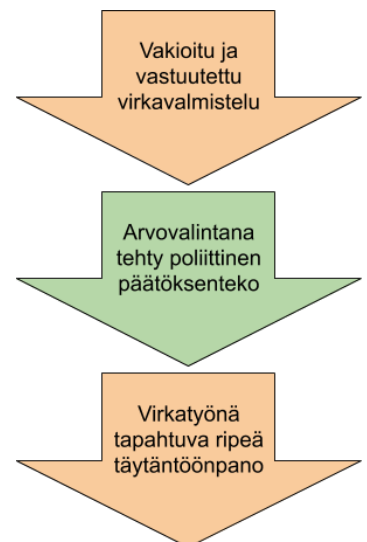 Vakioitu ja
vastuutettu
virkavalmistelu
Arvovalintana
tehty poliittinen
päätöksenteko
Virkatyönä
tapahtuva ripeä
täytäntöönpano